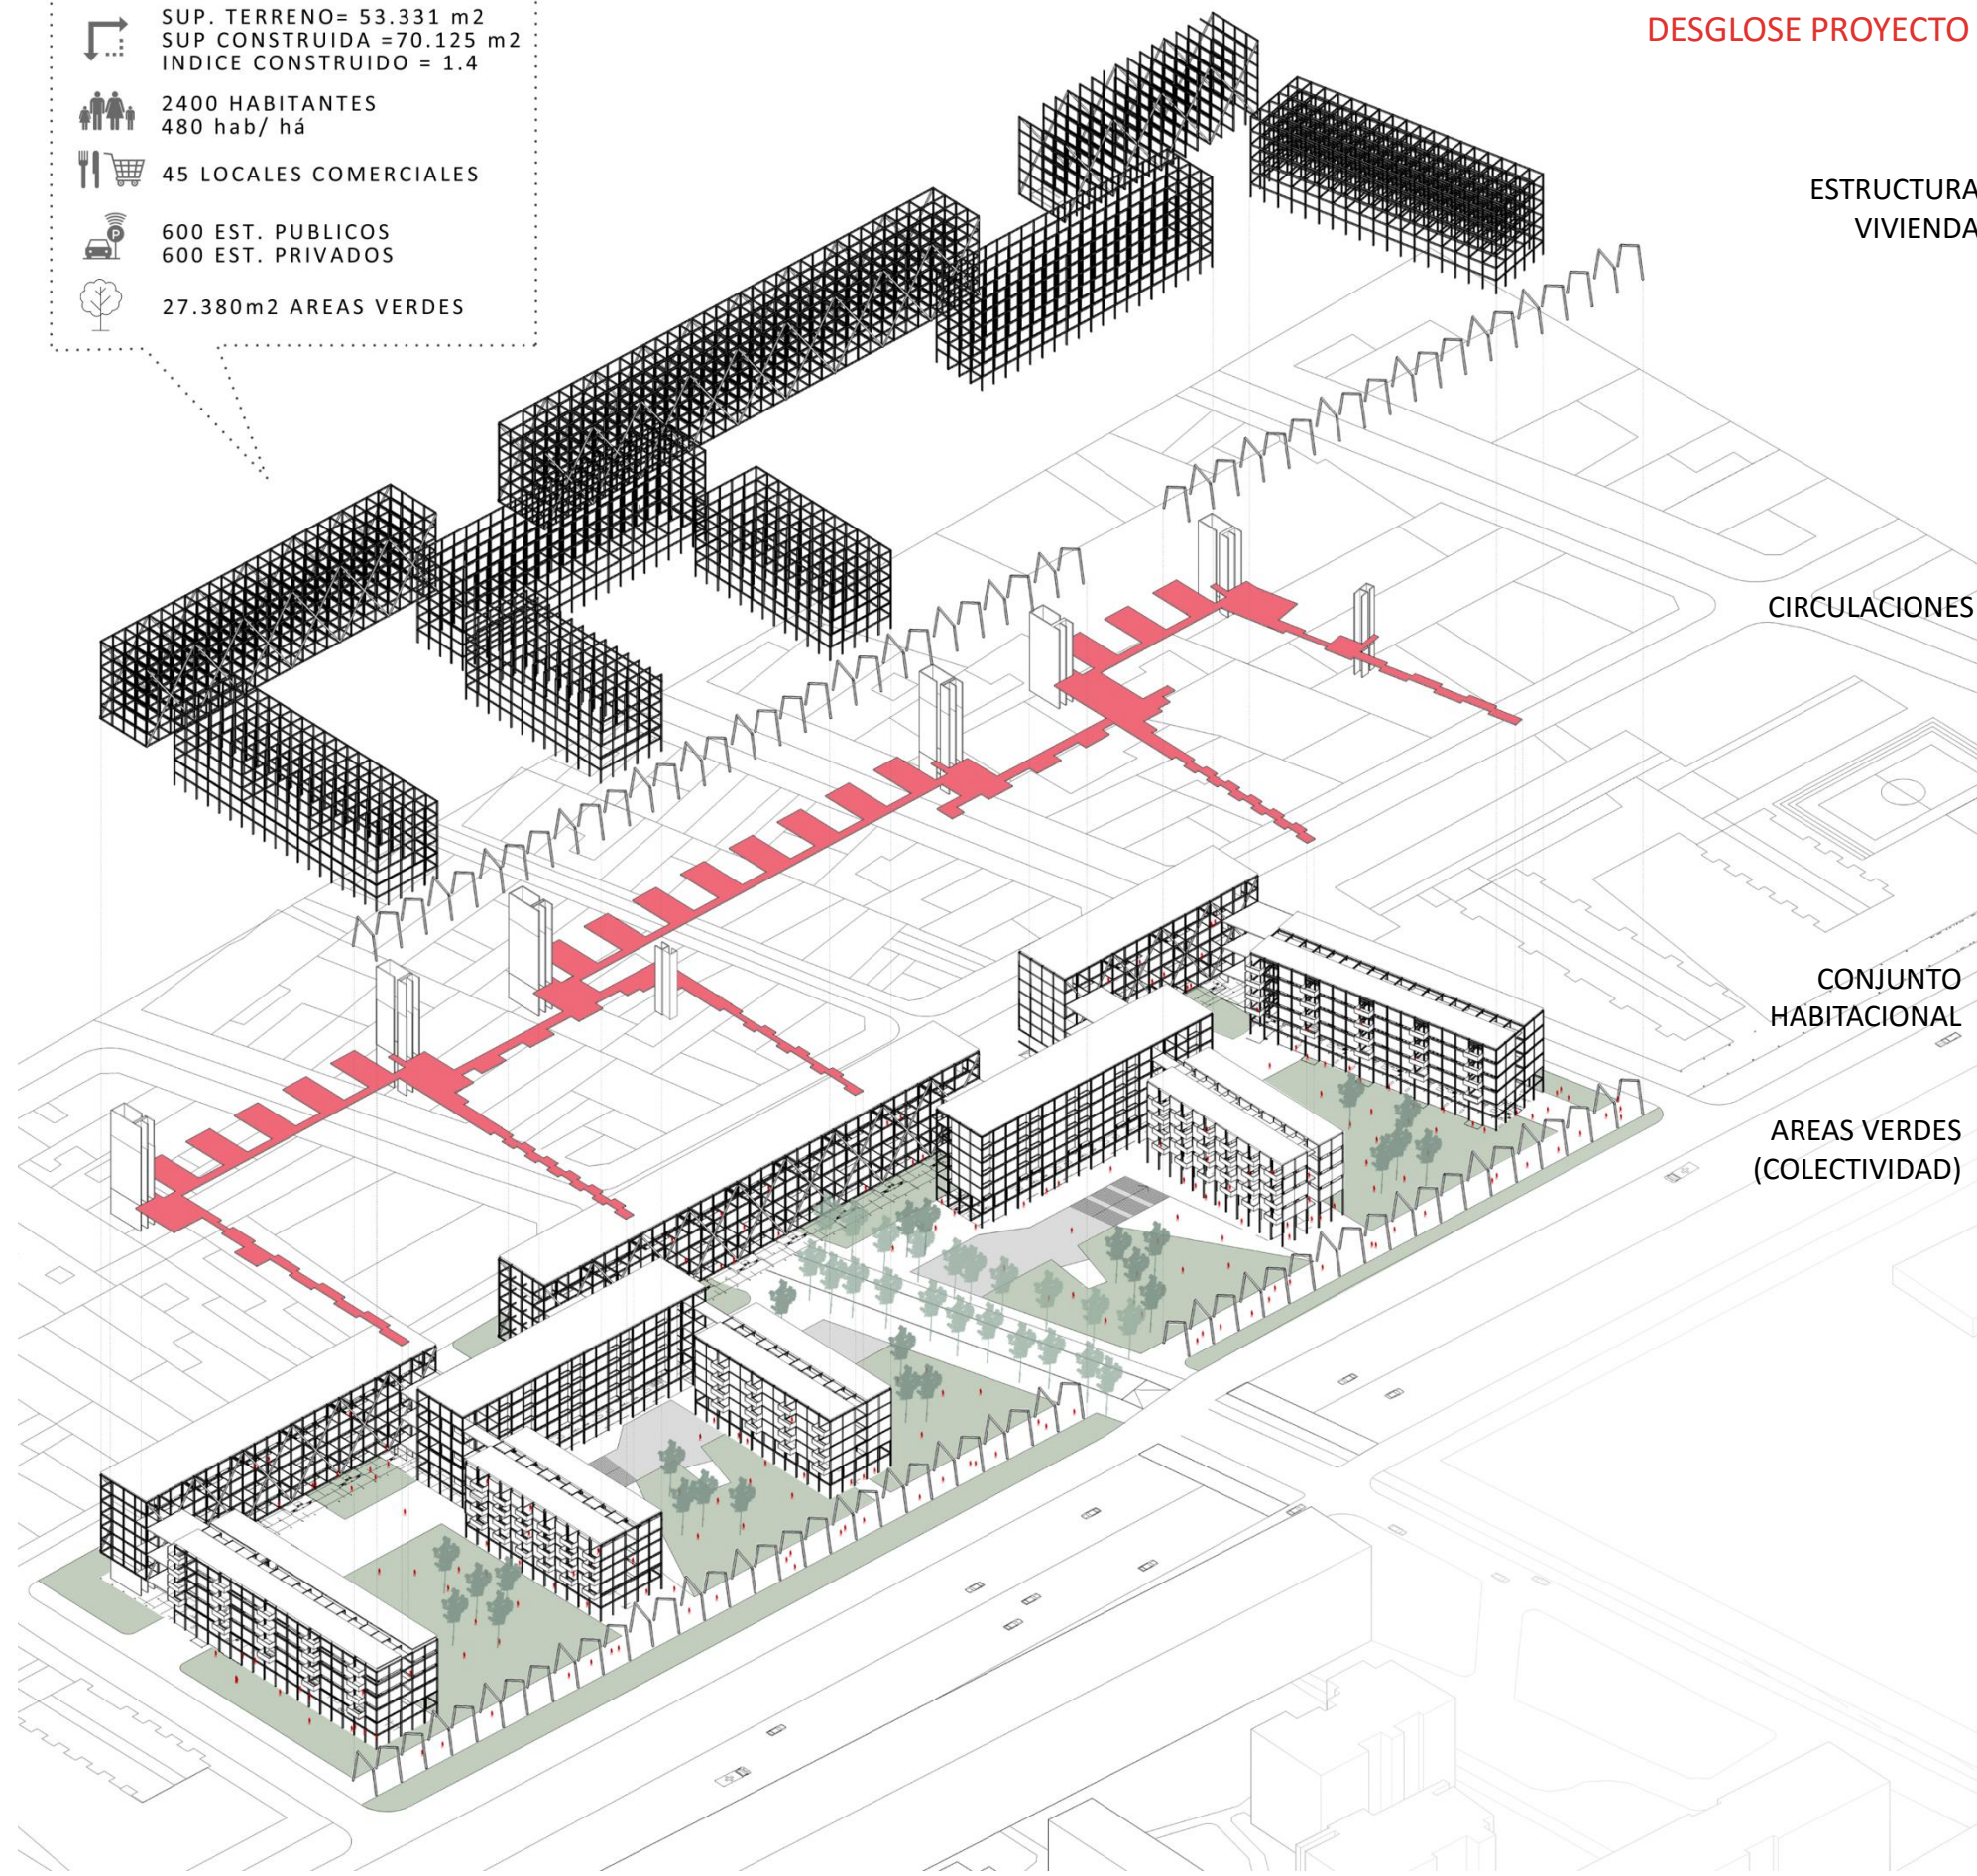 SUP. TERRENO= 53.331 m2
SUP CONSTRUIDA =70.125 m2
INDICE CONSTRUIDO = 1.4
2400 HABITANTES
480 hab/ há
45 LOCALES COMERCIALES
P
600 EST. PUBLICOS
600 EST. PRIVADOS
27.380m2 AREAS VERDES
DESGLOSE PROYECTO
ESTRUCTURA
VIVIENDA
CIRCULACIONES
CONJUNTO
HABITACIONAL
AREAS VERDES
(COLECTIVIDAD)